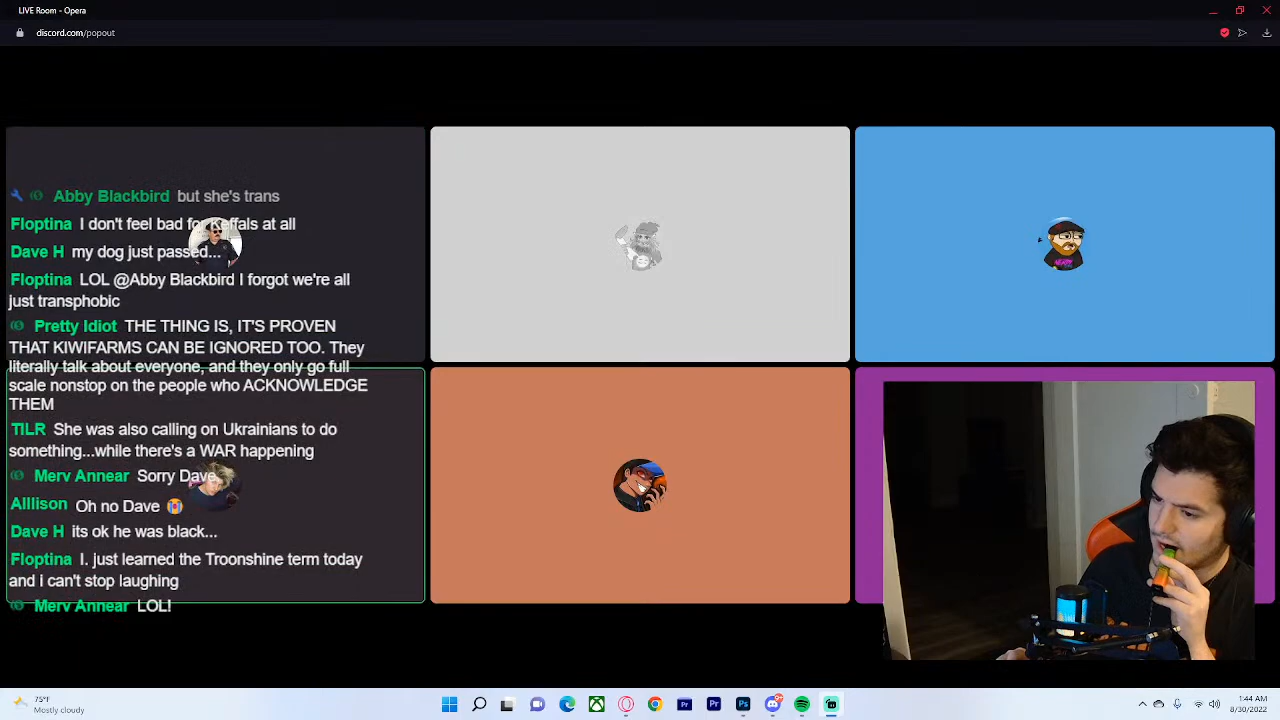 LIVE Room - Opera
discord.com/popout
Abby Blackbird but she's trans
Floptina I don't feel bad for Keffals at all
Dave H my dog just passed...
Floptina LOL @Abby Blackbird I forgot we're all
just transphobic
Pretty Idiot THE THING IS, IT'S PROVEN
THAT KIWIFARMS CAN BE IGNORED TOO. They
literally talk about everyone, and they only go full
scale nonstop on the people who ACKNOWLEDGE
THEM
TILR She was also calling on Ukrainians to do
something...while there's a WAR happening
Merv Annear Sorry Dave.
Alllison Oh no Dave 😭
Dave H its ok he was black...
Floptina I. just learned the Troonshine term today
and i can't stop laughing
Merv Annear LOL!
75°F
Mostly cloudy
Pr
Pr
Ps
9+
1:44 AM
8/30/2022